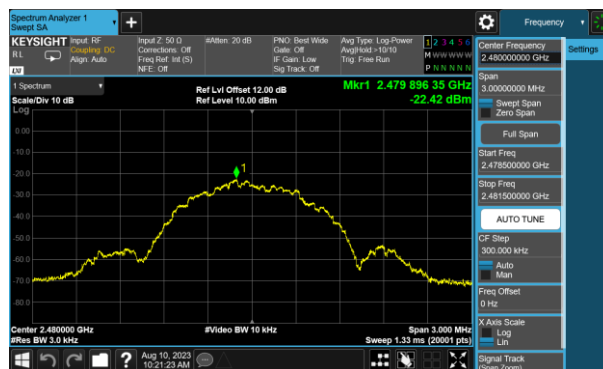 Spectrum Analyzer 1
Swept SA
Frequency
KEYSIGHT
Input: RF
Input Z: 50 Ω
#Atten: 20 dB
PNO: Best Wide
Avg Type: Log-Power
1 2 3 4 5 6
RL
Coupling: DC
Corrections: Off
Gate: Off
Avg|Hold:>10/10
M W W W W W
Align: Auto
Freq Ref: Int (S)
IF Gain: Low
Trig: Free Run
P N N N N N
NFE: Off
Sig Track: Off
LXI
1 Spectrum
Ref Lvl Offset 12.00 dB
Mkr1 2.479 896 35 GHz
Scale/Div 10 dB
Ref Level 10.00 dBm
-22.42 dBm
Log
0.00
-10.0
-20.0
-30.0
-40.0
-50.0
-60.0
-70.0
-80.0
1
Center 2.480000 GHz
#Video BW 10 kHz
Span 3.000 MHz
#Res BW 3.0 kHz
Sweep 1.33 ms (20001 pts)
?
Aug 10, 2023
10:21:23 AM
Center Frequency
2.480000000 GHz
Settings
Span
3.00000000 MHz
Swept Span
Zero Span
Full Span
Start Freq
2.478500000 GHz
Stop Freq
2.481500000 GHz
AUTO TUNE
CF Step
300.000 kHz
Auto
Man
Freq Offset
0 Hz
X Axis Scale
Log
Lin
Signal Track
(Span Zoom)